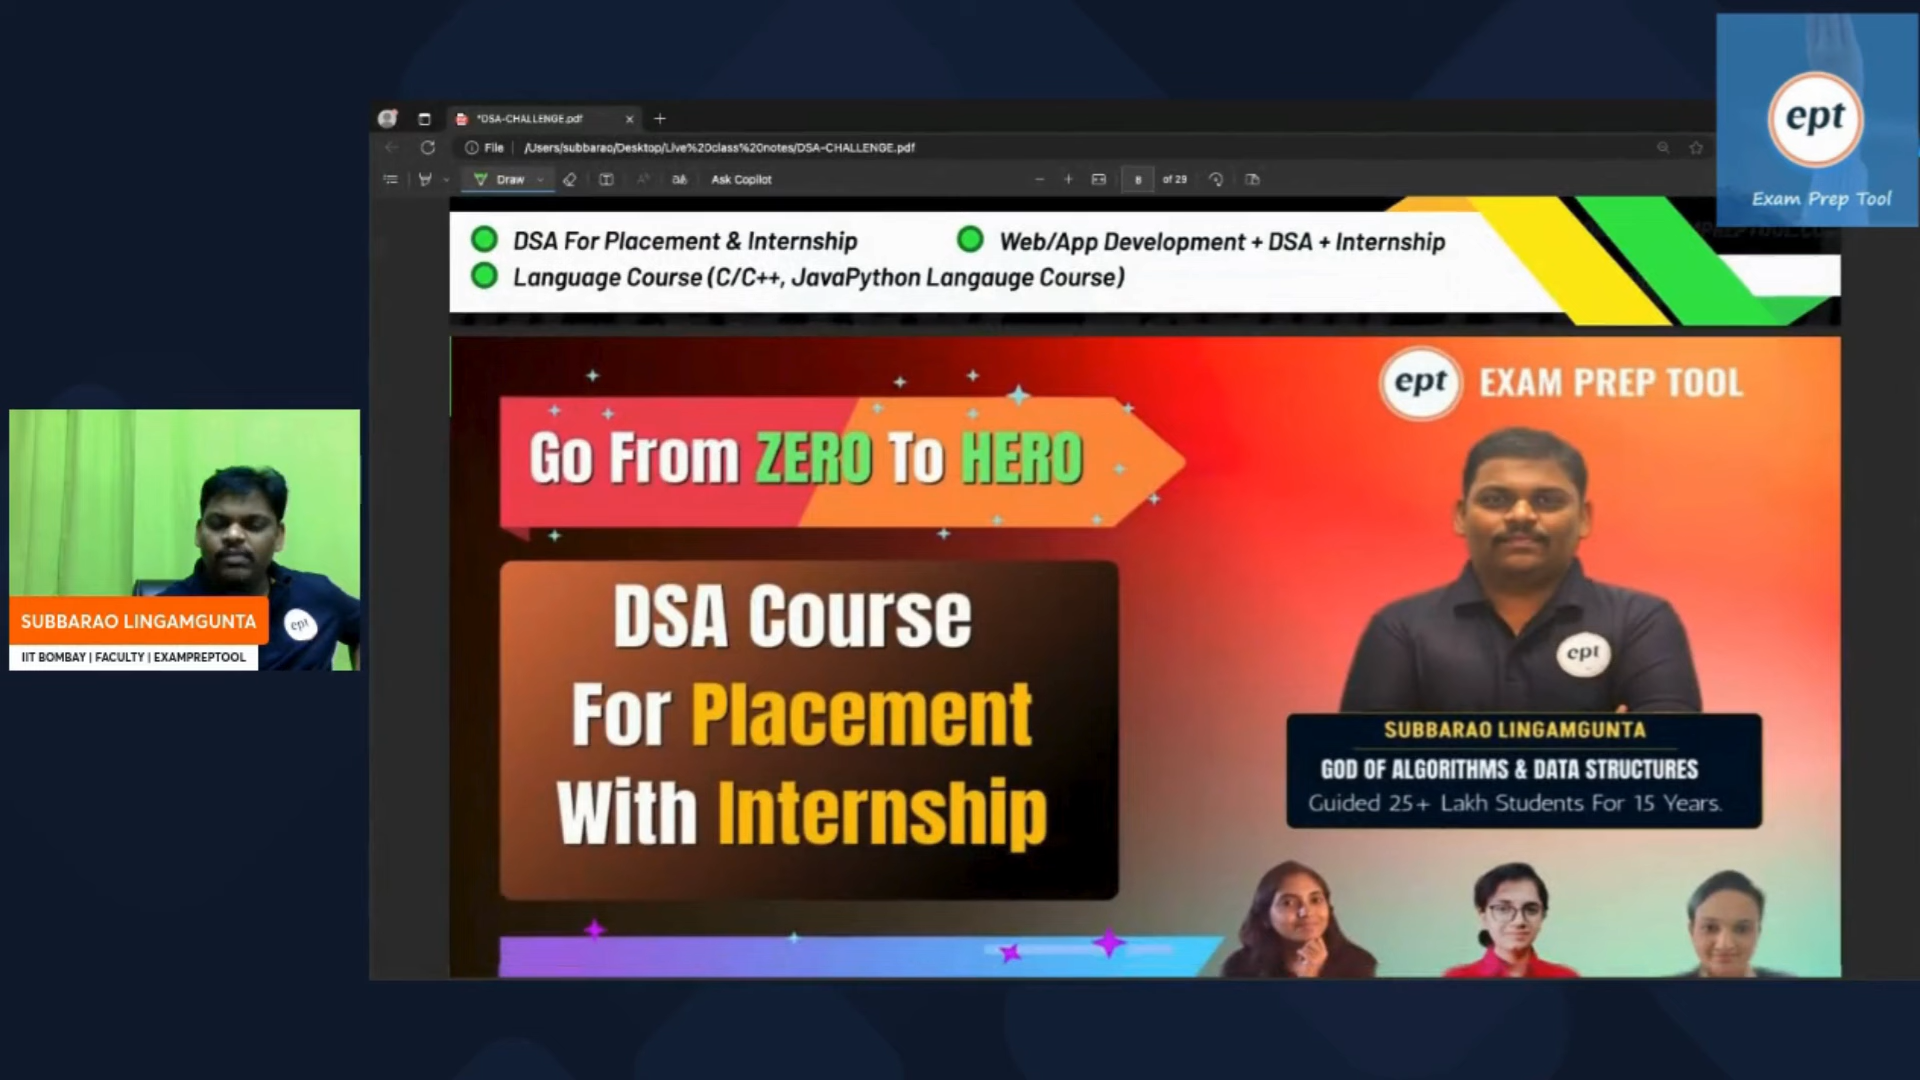 *DSA-CHALLENGE.pdf
File /Users/subbarao/Desktop/Live%20class%20notes/DSA-CHALLENGE.pdf
Draw
Ask Copilot
8 of 29
ept
Exam Prep Tool
DSA For Placement & Internship
Web/App Development + DSA + Internship
Language Course (C/C++, JavaPython Langauge Course)
ept EXAM PREP TOOL
Go From ZERO To HERO
DSA Course
For Placement
With Internship
ept
SUBBARAO LINGAMGUNTA
GOD OF ALGORITHMS & DATA STRUCTURES
Guided 25+ Lakh Students For 15 Years.
SUBBARAO LINGAMGUNTA
ept
IIT BOMBAY | FACULTY | EXAMPREPTOOL